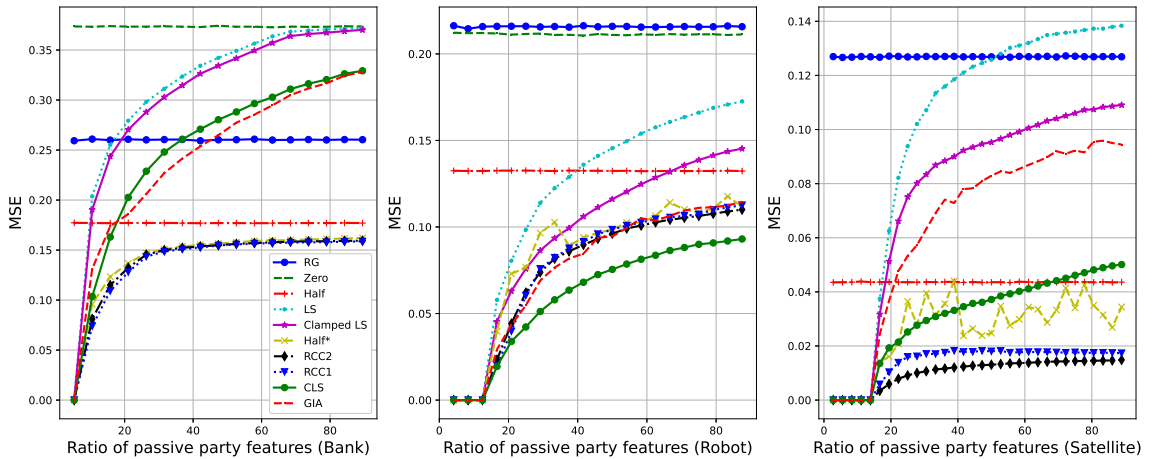 MSE
0.35
0.30
0.25
0.20
0.15
0.10
0.05
0.00
20 40 60 80
Ratio of passive party features (Bank)
RG
Zero
Half
LS
Clamped LS
Half*
RCC2
RCC1
CLS
GIA
MSE
0.20
0.15
0.10
0.05
0.00
0 20 40 60 80
Ratio of passive party features (Robot)
MSE
0.14
0.12
0.10
0.08
0.06
0.04
0.02
0.00
0 20 40 60 80
Ratio of passive party features (Satellite)